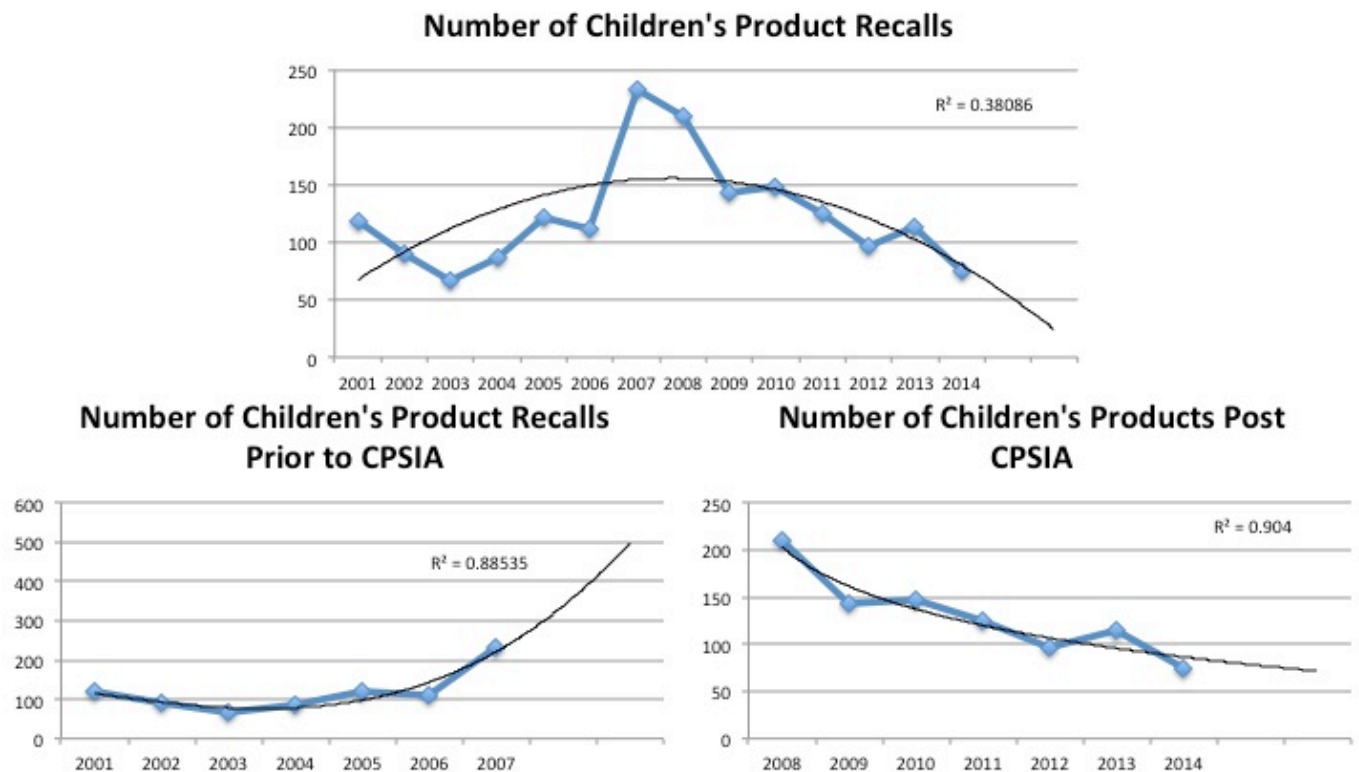 Number of Children's Product Recalls
250
200
150
100
50
0
R² = 0.38086
2001 2002 2003 2004 2005 2006 2007 2008 2009 2010 2011 2012 2013 2014
Number of Children's Product Recalls
Prior to CPSIA
600
500
400
300
200
100
0
R² = 0.88535
2001 2002 2003 2004 2005 2006 2007
Number of Children's Products Post
CPSIA
250
200
150
100
50
0
R² = 0.904
2008 2009 2010 2011 2012 2013 2014